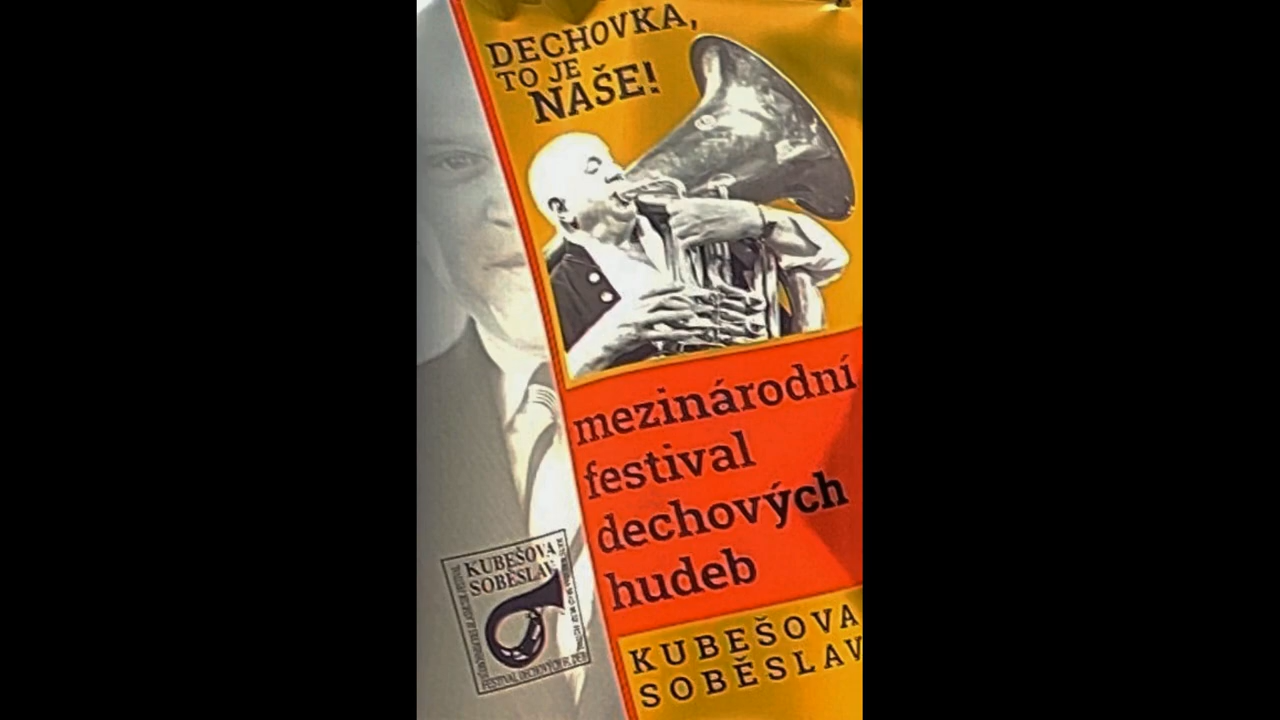 DECHOVKA,
TO JE
NAŠE!
mezinárodní
festival
dechových
hudeb
KUBEŠOVA
SOBĚSLAV
KUBEŠOVA
SOBĚSLAV